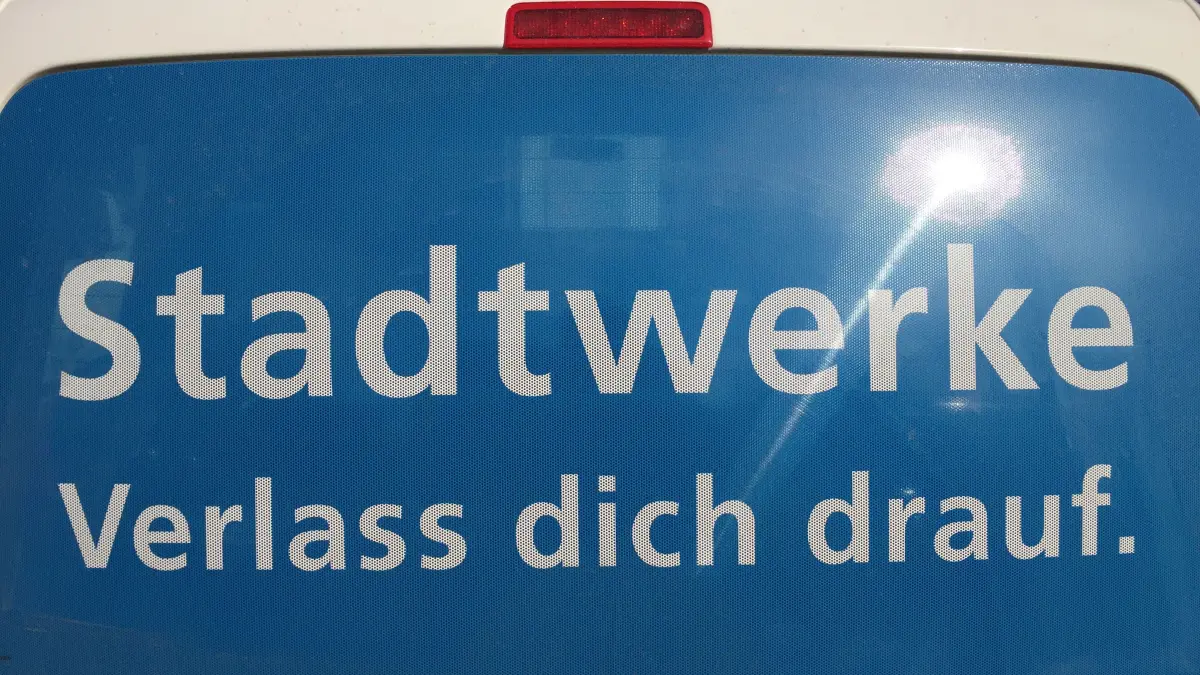 Stadtwerke
Verlass dich drauf.